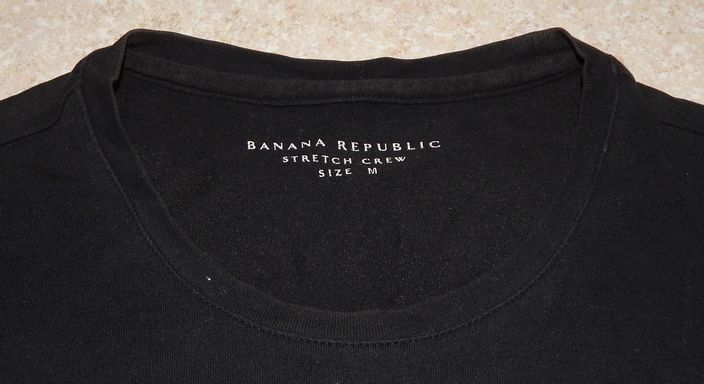 BANANA REPUBLIC
STRETCH CREW
SIZE M